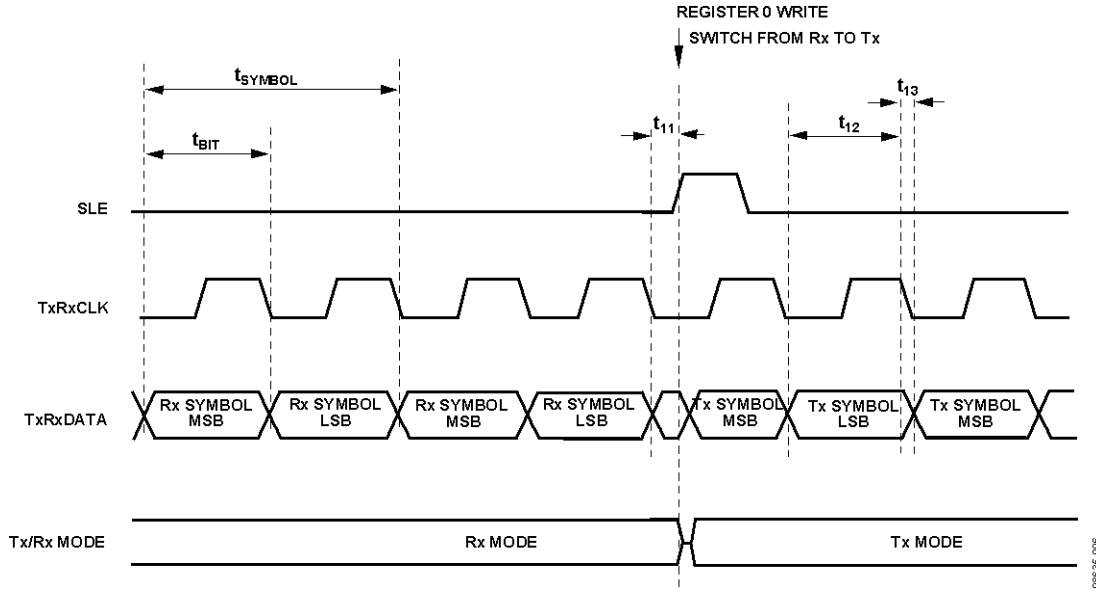 REGISTER 0 WRITE
SWITCH FROM Rx TO Tx
tSYMBOL
tBIT
t11
t12
t13
SLE
TxRxCLK
TxRxDATA
Rx SYMBOL
MSB
Rx SYMBOL
LSB
Rx SYMBOL
MSB
Rx SYMBOL
LSB
Tx SYMBOL
MSB
Tx SYMBOL
LSB
Tx SYMBOL
MSB
Tx/Rx MODE
Rx MODE
Tx MODE